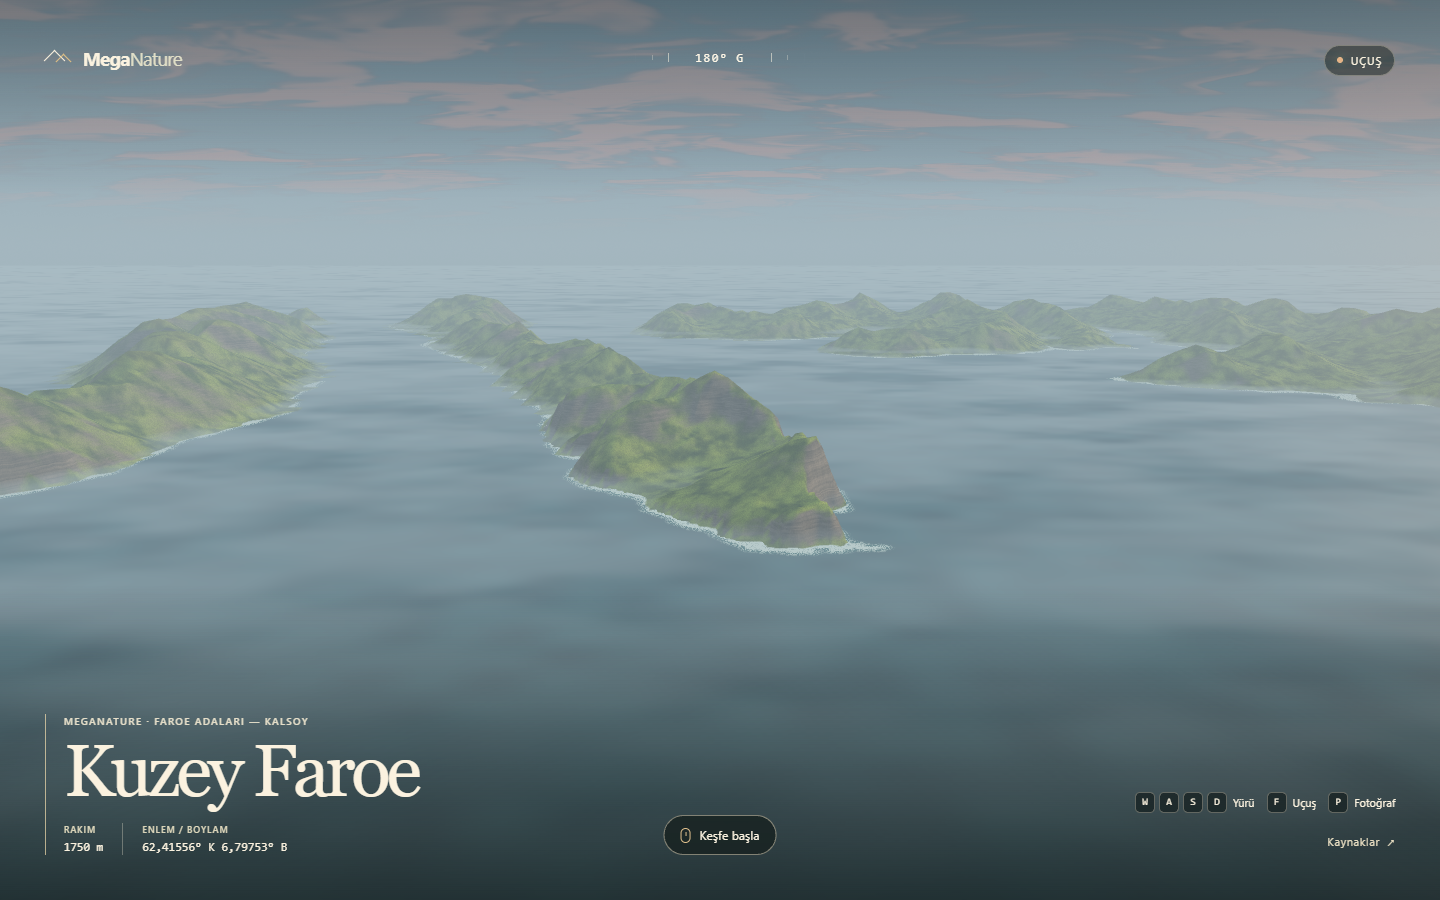 MegaNature
180° G
UÇUŞ
MEGANATURE · FAROE ADALARI — KALSOY
Kuzey Faroe
RAKIM
1750 m
ENLEM / BOYLAM
62,41556° K 6,79753° B
Keşfe başla
W A S D Yürü F Uçuş P Fotoğraf
Kaynaklar ↗